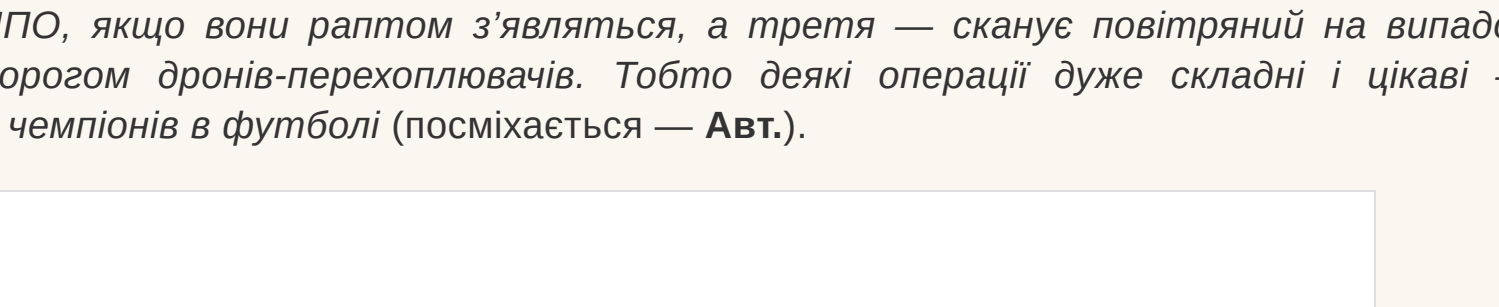 ППО, якщо вони раптом з’являться, а третя — сканує повітряний на випадо
орогом дронів-перехоплювачів. Тобто деякі операції дуже складні і цікаві -
чемпіонів в футболі (посміхається — Авт.).